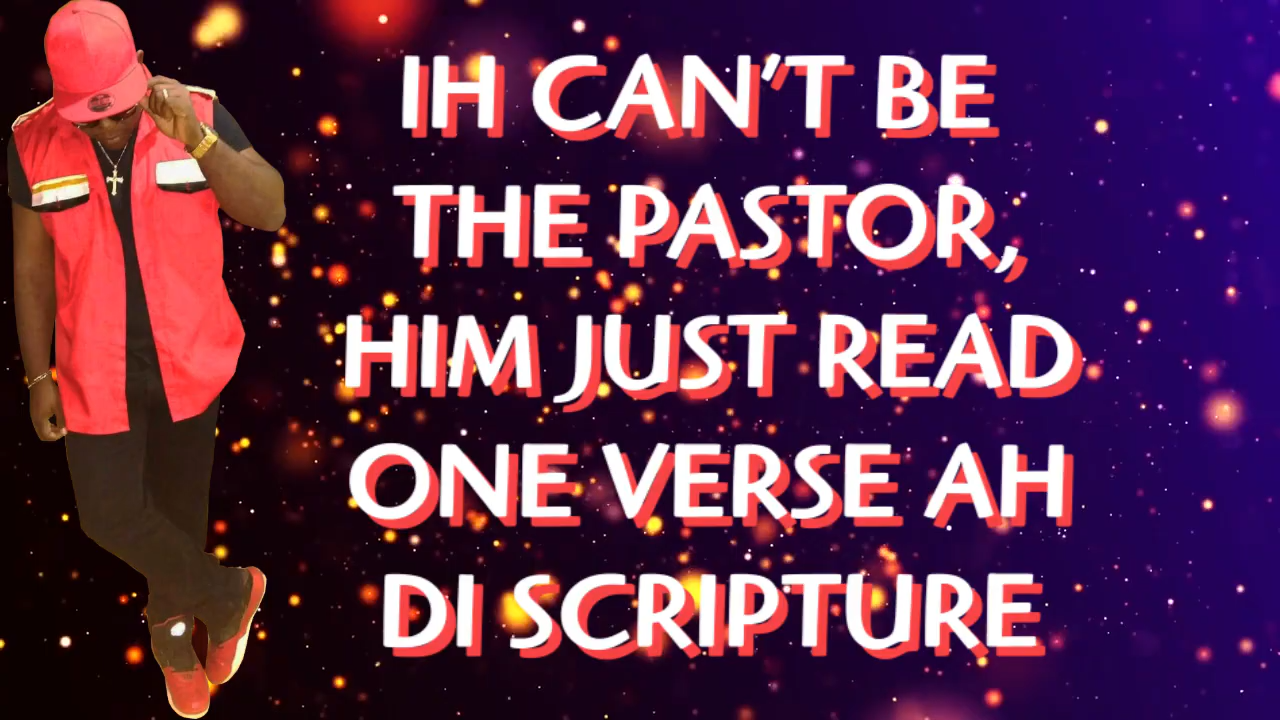 IH CAN'T BE
THE PASTOR,
HIM JUST READ
ONE VERSE AH
DI SCRIPTURE